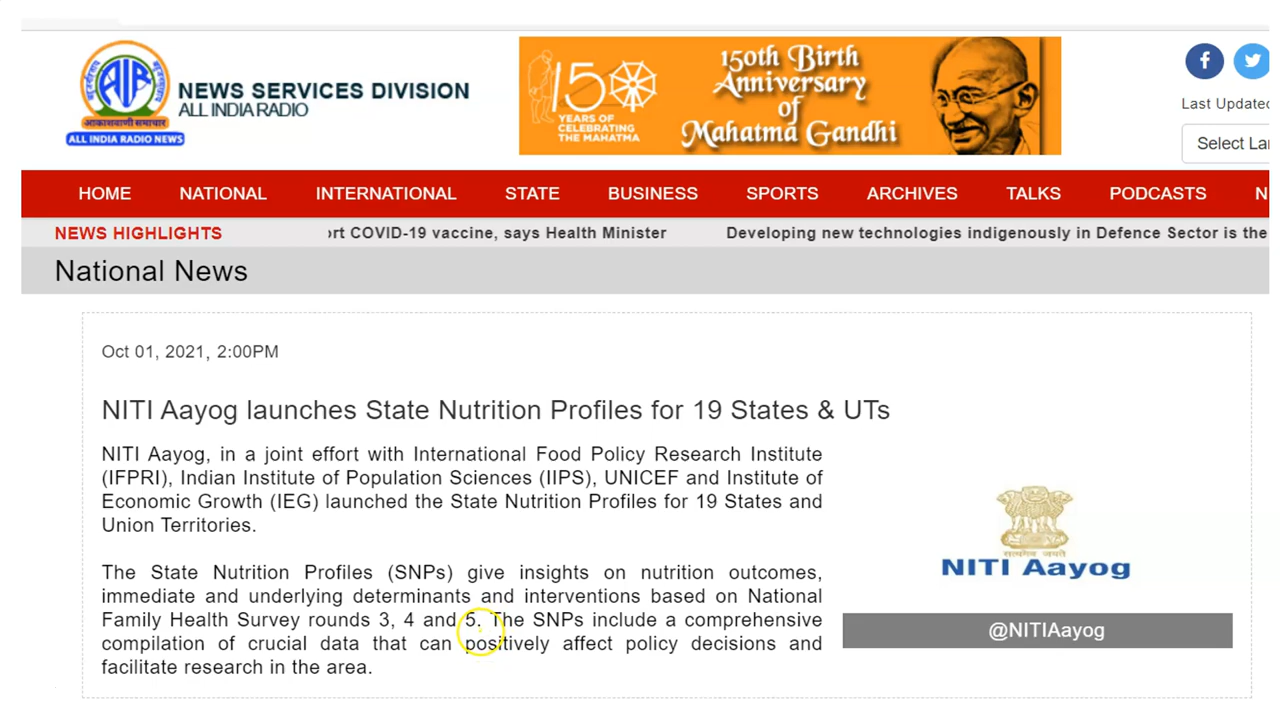 NEWS SERVICES DIVISION
ALL INDIA RADIO
आकाशवाणी समाचार
ALL INDIA RADIO NEWS
150
YEARS OF
CELEBRATING
THE MAHATMA
150th Birth
Anniversary
of
Mahatma Gandhi
Last Updated
Select La
HOME NATIONAL INTERNATIONAL STATE BUSINESS SPORTS ARCHIVES TALKS PODCASTS N
NEWS HIGHLIGHTS rt COVID-19 vaccine, says Health Minister Developing new technologies indigenously in Defence Sector is the
National News
Oct 01, 2021, 2:00PM
NITI Aayog launches State Nutrition Profiles for 19 States & UTs
NITI Aayog, in a joint effort with International Food Policy Research Institute
(IFPRI), Indian Institute of Population Sciences (IIPS), UNICEF and Institute of
Economic Growth (IEG) launched the State Nutrition Profiles for 19 States and
Union Territories.
The State Nutrition Profiles (SNPs) give insights on nutrition outcomes,
immediate and underlying determinants and interventions based on National
Family Health Survey rounds 3, 4 and 5. The SNPs include a comprehensive
compilation of crucial data that can positively affect policy decisions and
facilitate research in the area.
सत्यमेव जयते
NITI Aayog
@NITIAayog